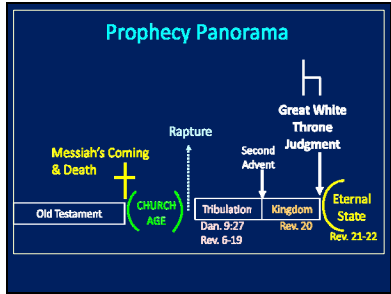 Prophecy Panorama
Great White
Throne
Judgment
Rapture
Second
Advent
Messiah's Coming
& Death
Old Testament
CHURCH
AGE
Tribulation
Kingdom
Eternal
State
Dan. 9:27
Rev. 6-19
Rev. 20
Rev. 21-22